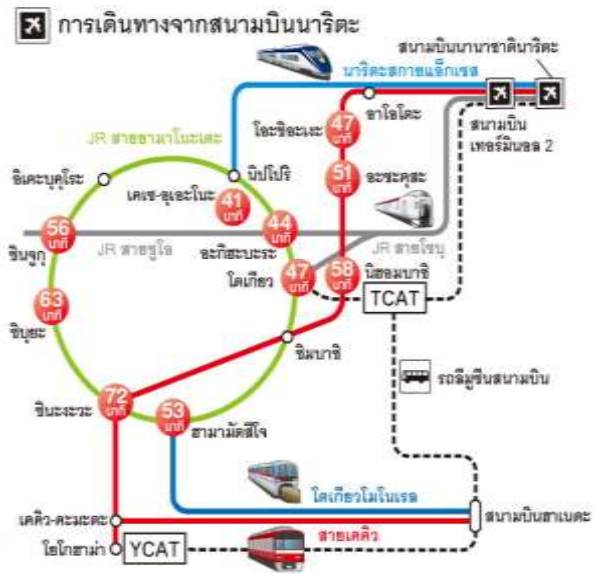 การเดินทางจากสนามบินนาริตะ
สนามบินนานาชาตินาริตะ
นาริตะสกายแอ็กเซส
อาโอโตะ
สนามบิน
เทอร์มินอล 2
โอะชิอะเงะ
47
นาที
JR สายยามาโนะเตะ
อิเคะบุคุโระ
นิปโปริ
เคเซ-อุเอะโนะ
41
นาที
51
นาที
อะซะคุสะ
56
นาที
ชินจูกุ
JR สายชูโอ
44
นาที
อะกิฮะบะระ
JR สายโซบุ
โตเกียว
47
นาที
58
นาที
นิฮอมบาชิ
TCAT
63
นาที
ชิบุยะ
ชิมบาชิ
รถลีมูซีนสนามบิน
72
นาที
ชินะงะวะ
53
นาที
ฮามามัตสึโจ
โตเกียวโมโนเรล
สนามบินฮาเนดะ
เคคิว-คะมะตะ
สายเคคิว
โยโกฮาม่า
YCAT